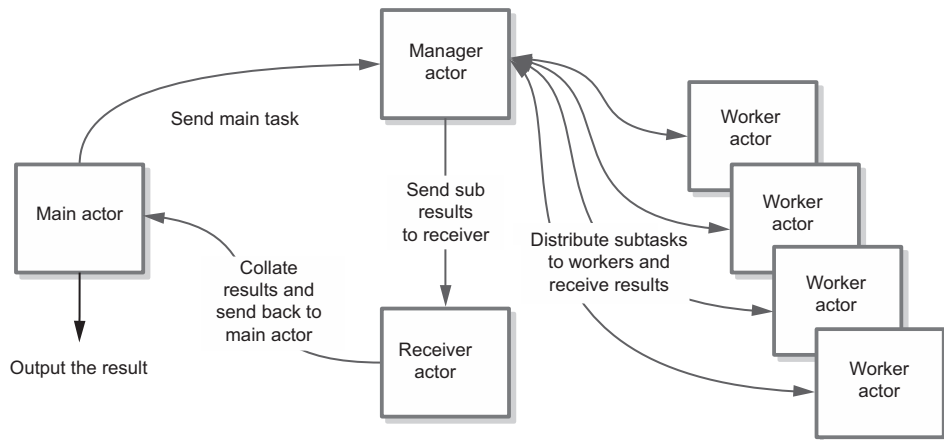 Manager
actor
Send main task
Worker
actor
Main actor
Send sub
results
to receiver
Worker
actor
Distribute subtasks
to workers and
receive results
Collate
results and
send back to
main actor
Worker
actor
Output the result
Receiver
actor
Worker
actor